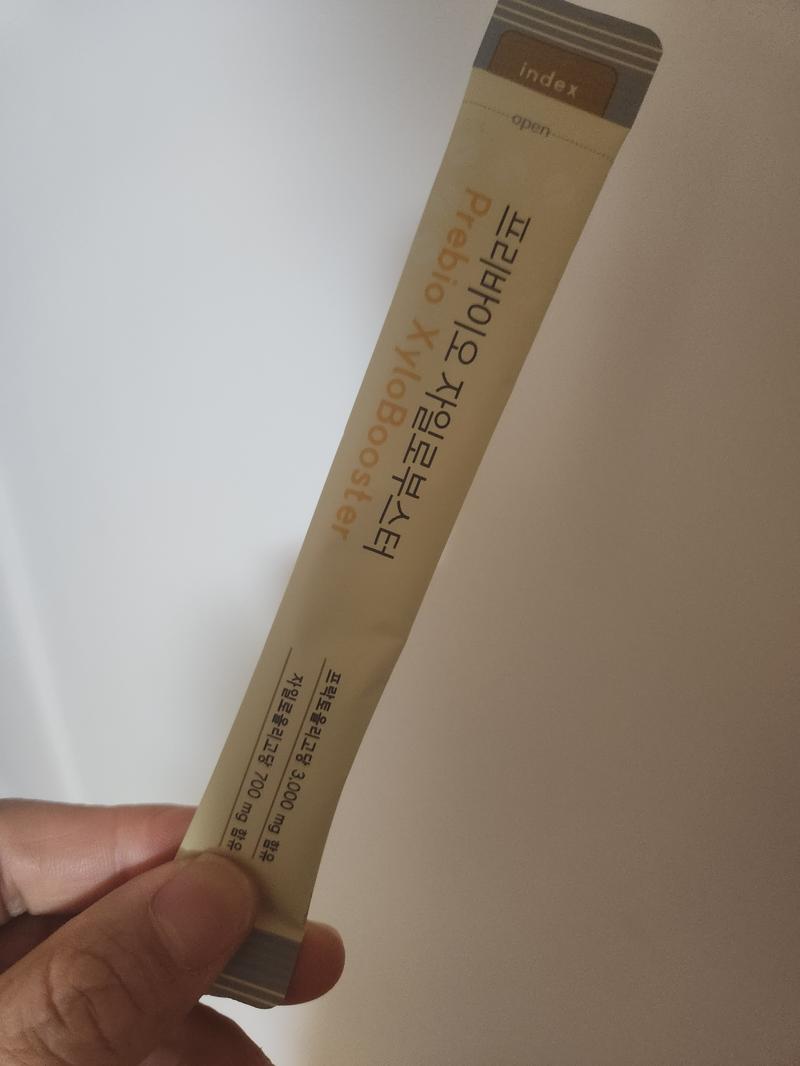 index
open
프리바이오 자일로부스터
Prebio XyloBooster
프락토올리고당 3,000 mg 함유
자일로올리고당 700 mg 함유